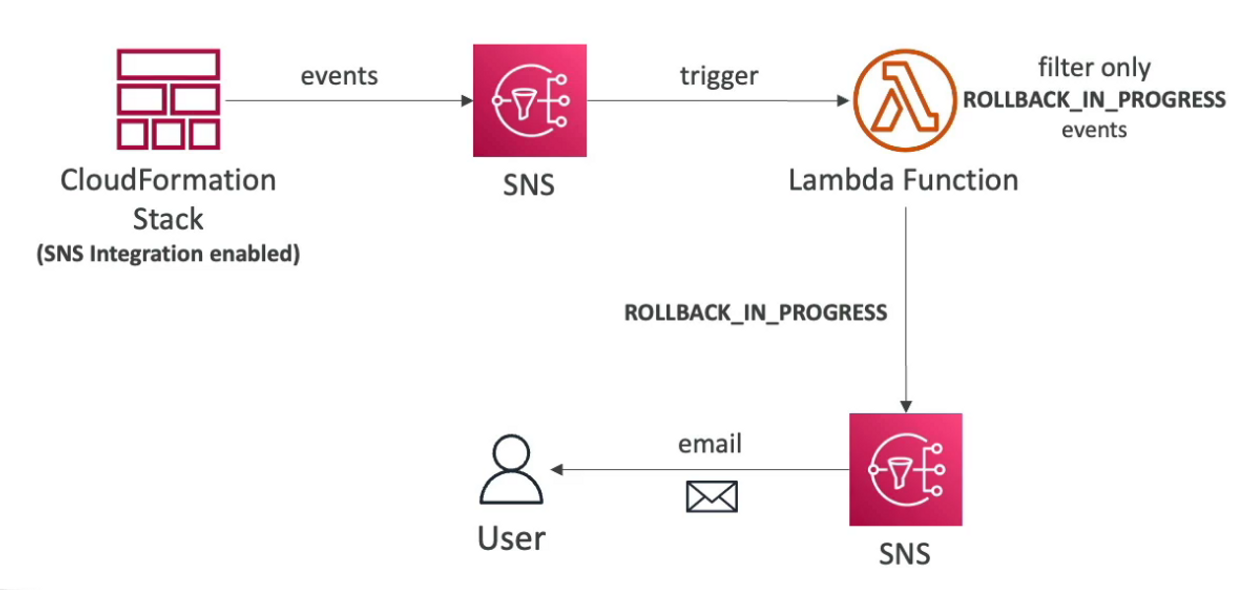 events
trigger
filter only
ROLLBACK_IN_PROGRESS
events
CloudFormation
Stack
(SNS Integration enabled)
SNS
Lambda Function
ROLLBACK_IN_PROGRESS
email
User
SNS